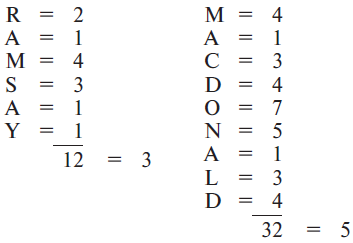 R = 2
A = 1
M = 4
S = 3
A = 1
Y = 1
12 = 3
M = 4
A = 1
C = 3
D = 4
O = 7
N = 5
A = 1
L = 3
D = 4
32 = 5